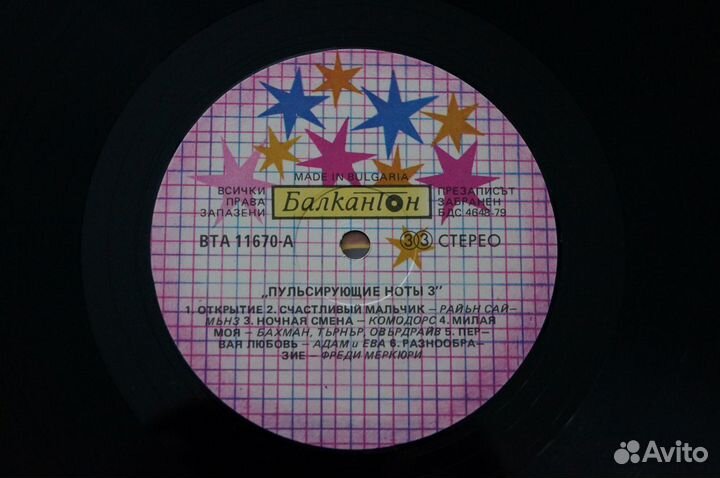 MADE IN BULGARIA
ВСИЧКИ
ПРАВА
ЗАПАЗЕНИ
Балкантон
ПРЕЗАПИСЪТ
ЗАБРАНЕН
БДС 4648-79
ВТА 11670-А
33 СТЕРЕО
„ПУЛЬСИРУЮЩИЕ НОТЫ 3"
1. ОТКРЫТИЕ 2. СЧАСТЛИВЫЙ МАЛЬЧИК – РАЙЪН САЙ-
МЪНЗ 3. НОЧНАЯ СМЕНА – КОМОДОРС 4. МИЛАЯ
МОЯ – БАХМАН, ТЪРНЪР, ОВЪРДРАЙВ 5. ПЕР-
ВАЯ ЛЮБОВЬ – АДАМ и ЕВА 6. РАЗНООБРА-
ЗИЕ – ФРЕДИ МЕРКЮРИ
Avito